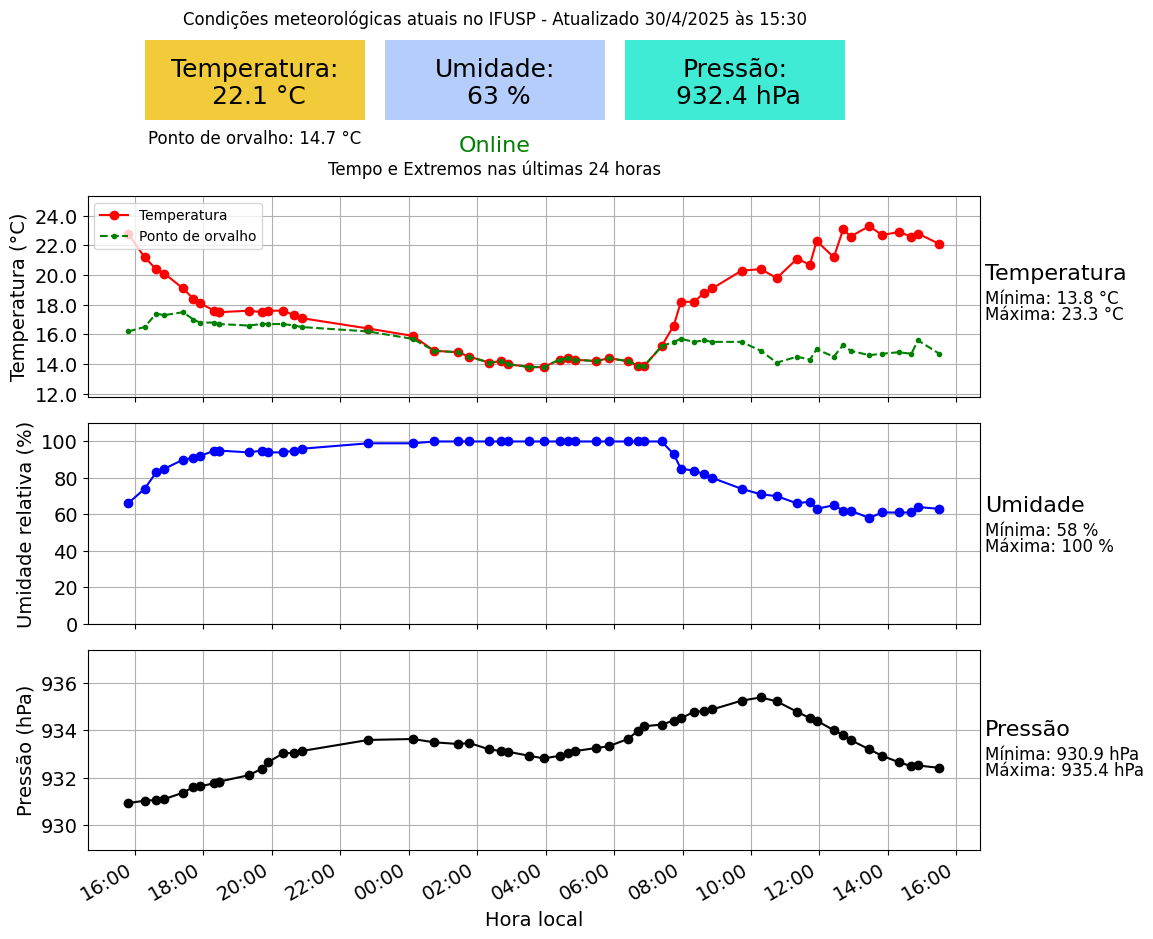 Condições meteorológicas atuais no IFUSP - Atualizado 30/4/2025 às 15:30
Temperatura:
22.1 °C
Umidade:
63 %
Pressão:
932.4 hPa
Ponto de orvalho: 14.7 °C
Online
Tempo e Extremos nas últimas 24 horas
Temperatura (°C)
24.0
22.0
20.0
18.0
16.0
14.0
12.0
Temperatura
Ponto de orvalho
Temperatura
Mínima: 13.8 °C
Máxima: 23.3 °C
Umidade relativa (%)
100
80
60
40
20
0
Umidade
Mínima: 58 %
Máxima: 100 %
Pressão (hPa)
936
934
932
930
Pressão
Mínima: 930.9 hPa
Máxima: 935.4 hPa
16:00 18:00 20:00 22:00 00:00 02:00 04:00 06:00 08:00 10:00 12:00 14:00 16:00
Hora local